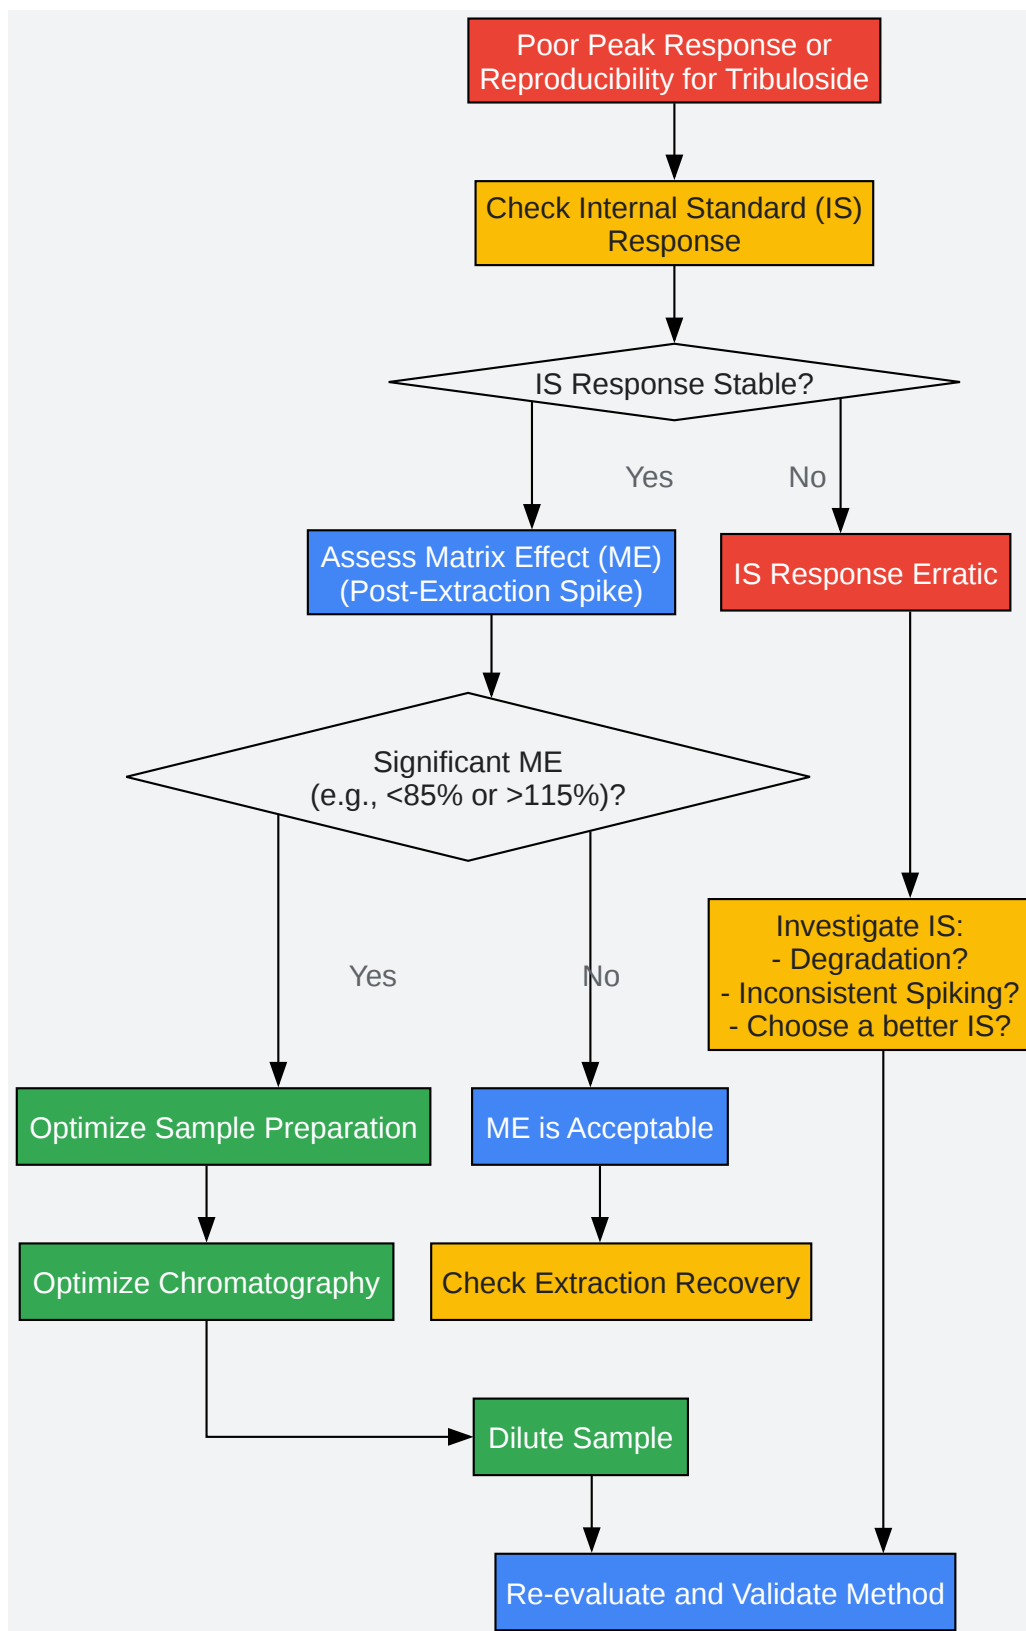 Poor Peak Response or
Reproducibility for Tribuloside
Check Internal Standard (IS)
Response
IS Response Stable?
Yes
No
Assess Matrix Effect (ME)
(Post-Extraction Spike)
IS Response Erratic
Significant ME
(e.g., <85% or >115%)?
Investigate IS:
- Degradation?
- Inconsistent Spiking?
- Choose a better IS?
Yes
No
Optimize Sample Preparation
ME is Acceptable
Optimize Chromatography
Check Extraction Recovery
Dilute Sample
Re-evaluate and Validate Method